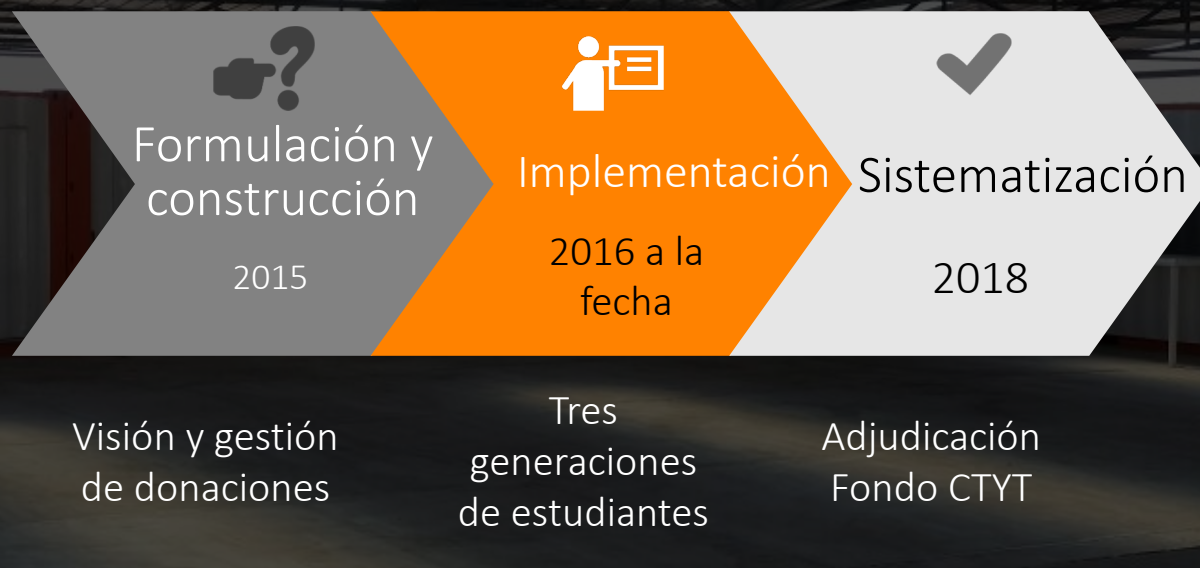 Formulación y
construcción
2015
Implementación
2016 a la
fecha
Sistematización
2018
Visión y gestión
de donaciones
Tres
generaciones
de estudiantes
Adjudicación
Fondo CTYT